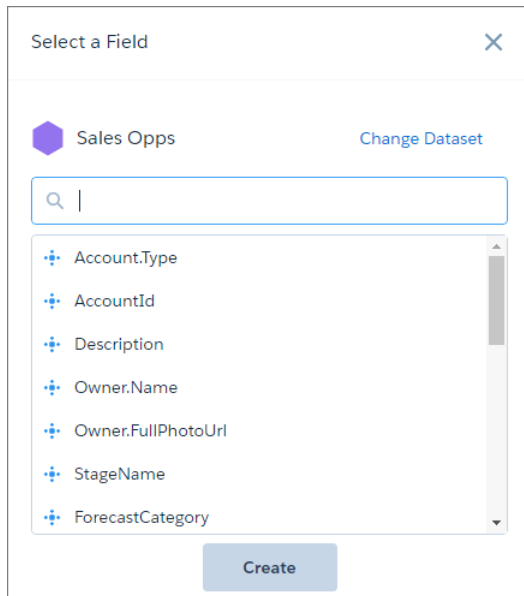 Select a Field
Sales Opps Change Dataset
Account.Type
AccountId
Description
Owner.Name
Owner.FullPhotoUrl
StageName
ForecastCategory
Create